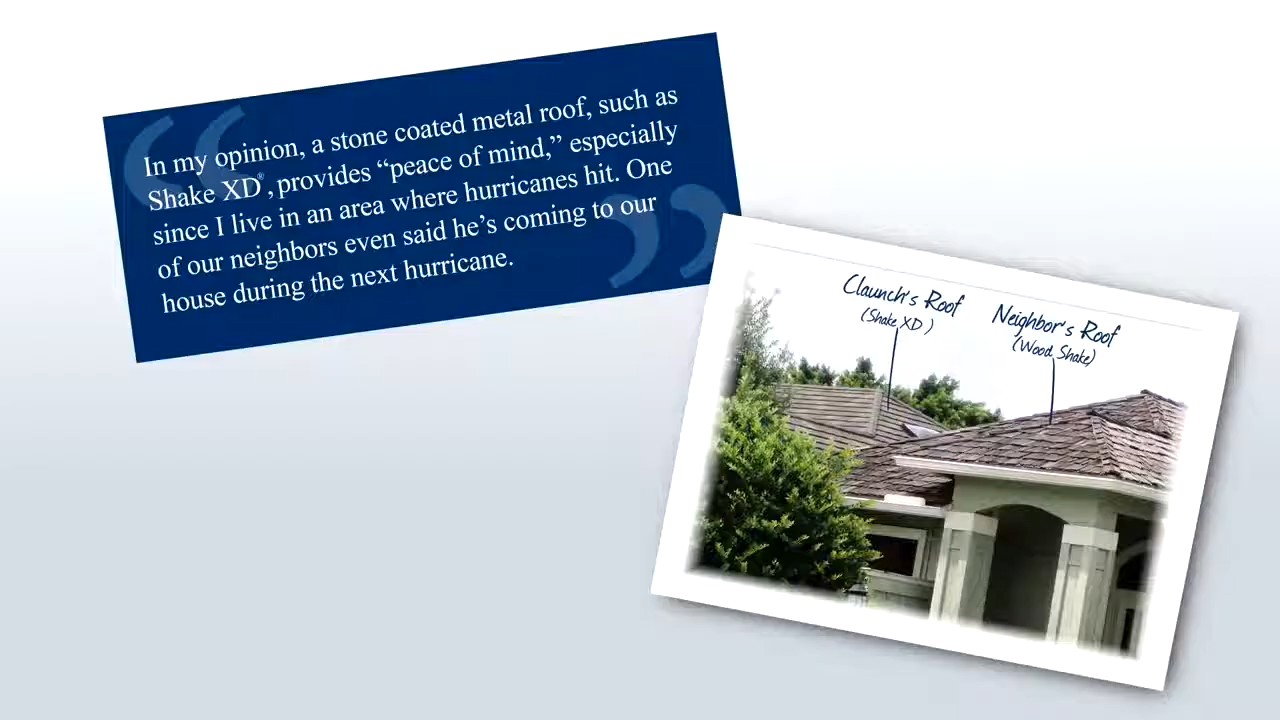 In my opinion, a stone coated metal roof, such as
Shake XD®, provides “peace of mind,” especially
since I live in an area where hurricanes hit. One
of our neighbors even said he’s coming to our
house during the next hurricane.
Claunch's Roof
(Shake XD)
Neighbor's Roof
(Wood Shake)